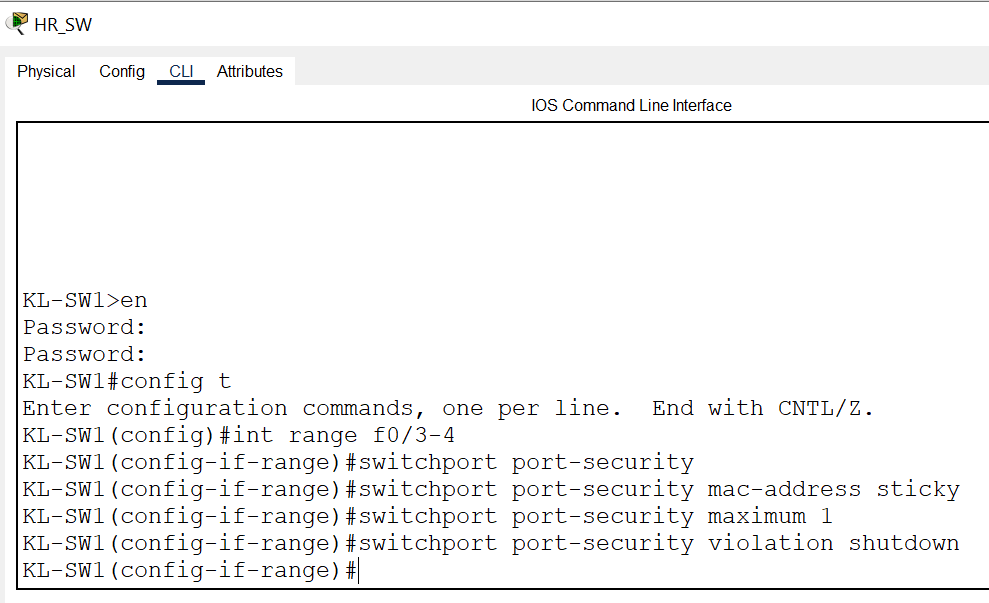 HR_SW
Physical Config CLI Attributes
IOS Command Line Interface
KL-SW1>en
Password:
Password:
KL-SW1#config t
Enter configuration commands, one per line.  End with CNTL/Z.
KL-SW1(config)#int range f0/3-4
KL-SW1(config-if-range)#switchport port-security
KL-SW1(config-if-range)#switchport port-security mac-address sticky
KL-SW1(config-if-range)#switchport port-security maximum 1
KL-SW1(config-if-range)#switchport port-security violation shutdown
KL-SW1(config-if-range)#